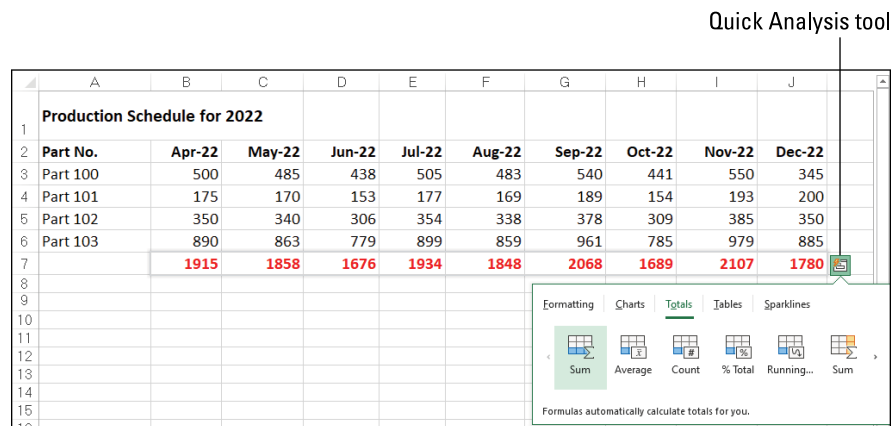 Quick Analysis tool
A B C D E F G H I J
1 Production Schedule for 2022
2 Part No. Apr-22 May-22 Jun-22 Jul-22 Aug-22 Sep-22 Oct-22 Nov-22 Dec-22
3 Part 100 500 485 438 505 483 540 441 550 345
4 Part 101 175 170 153 177 169 189 154 193 200
5 Part 102 350 340 306 354 338 378 309 385 350
6 Part 103 890 863 779 899 859 961 785 979 885
7 1915 1858 1676 1934 1848 2068 1689 2107 1780
8
9
Formatting Charts Totals Tables Sparklines
10
11
12
Sum Average Count % Total Running... Sum
13
14
15
Formulas automatically calculate totals for you.